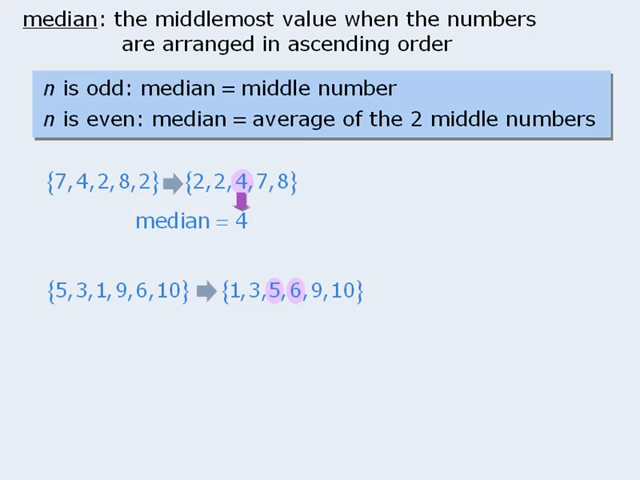 median: the middlemost value when the numbers
are arranged in ascending order
n is odd: median = middle number
n is even: median = average of the 2 middle numbers
{7, 4, 2, 8, 2} {2, 2, 4, 7, 8}
median = 4
{5, 3, 1, 9, 6, 10} {1, 3, 5, 6, 9, 10}